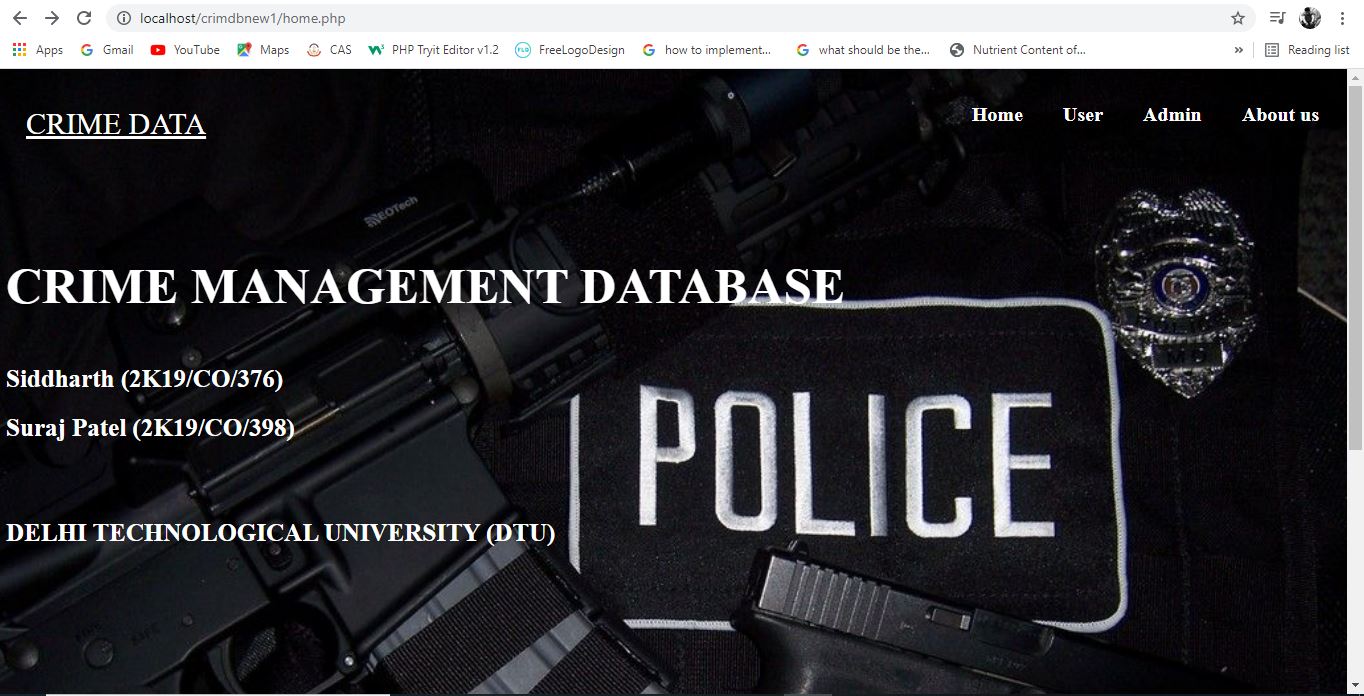 localhost/crimdbnew1/home.php
Apps Gmail YouTube Maps CAS PHP Tryit Editor v1.2 FLD FreeLogoDesign how to implement... what should be the... Nutrient Content of... » Reading list
CRIME DATA Home User Admin About us
EOTech
CRIME MANAGEMENT DATABASE
Siddharth (2K19/CO/376)
Suraj Patel (2K19/CO/398)
POLICE
DELHI TECHNOLOGICAL UNIVERSITY (DTU)